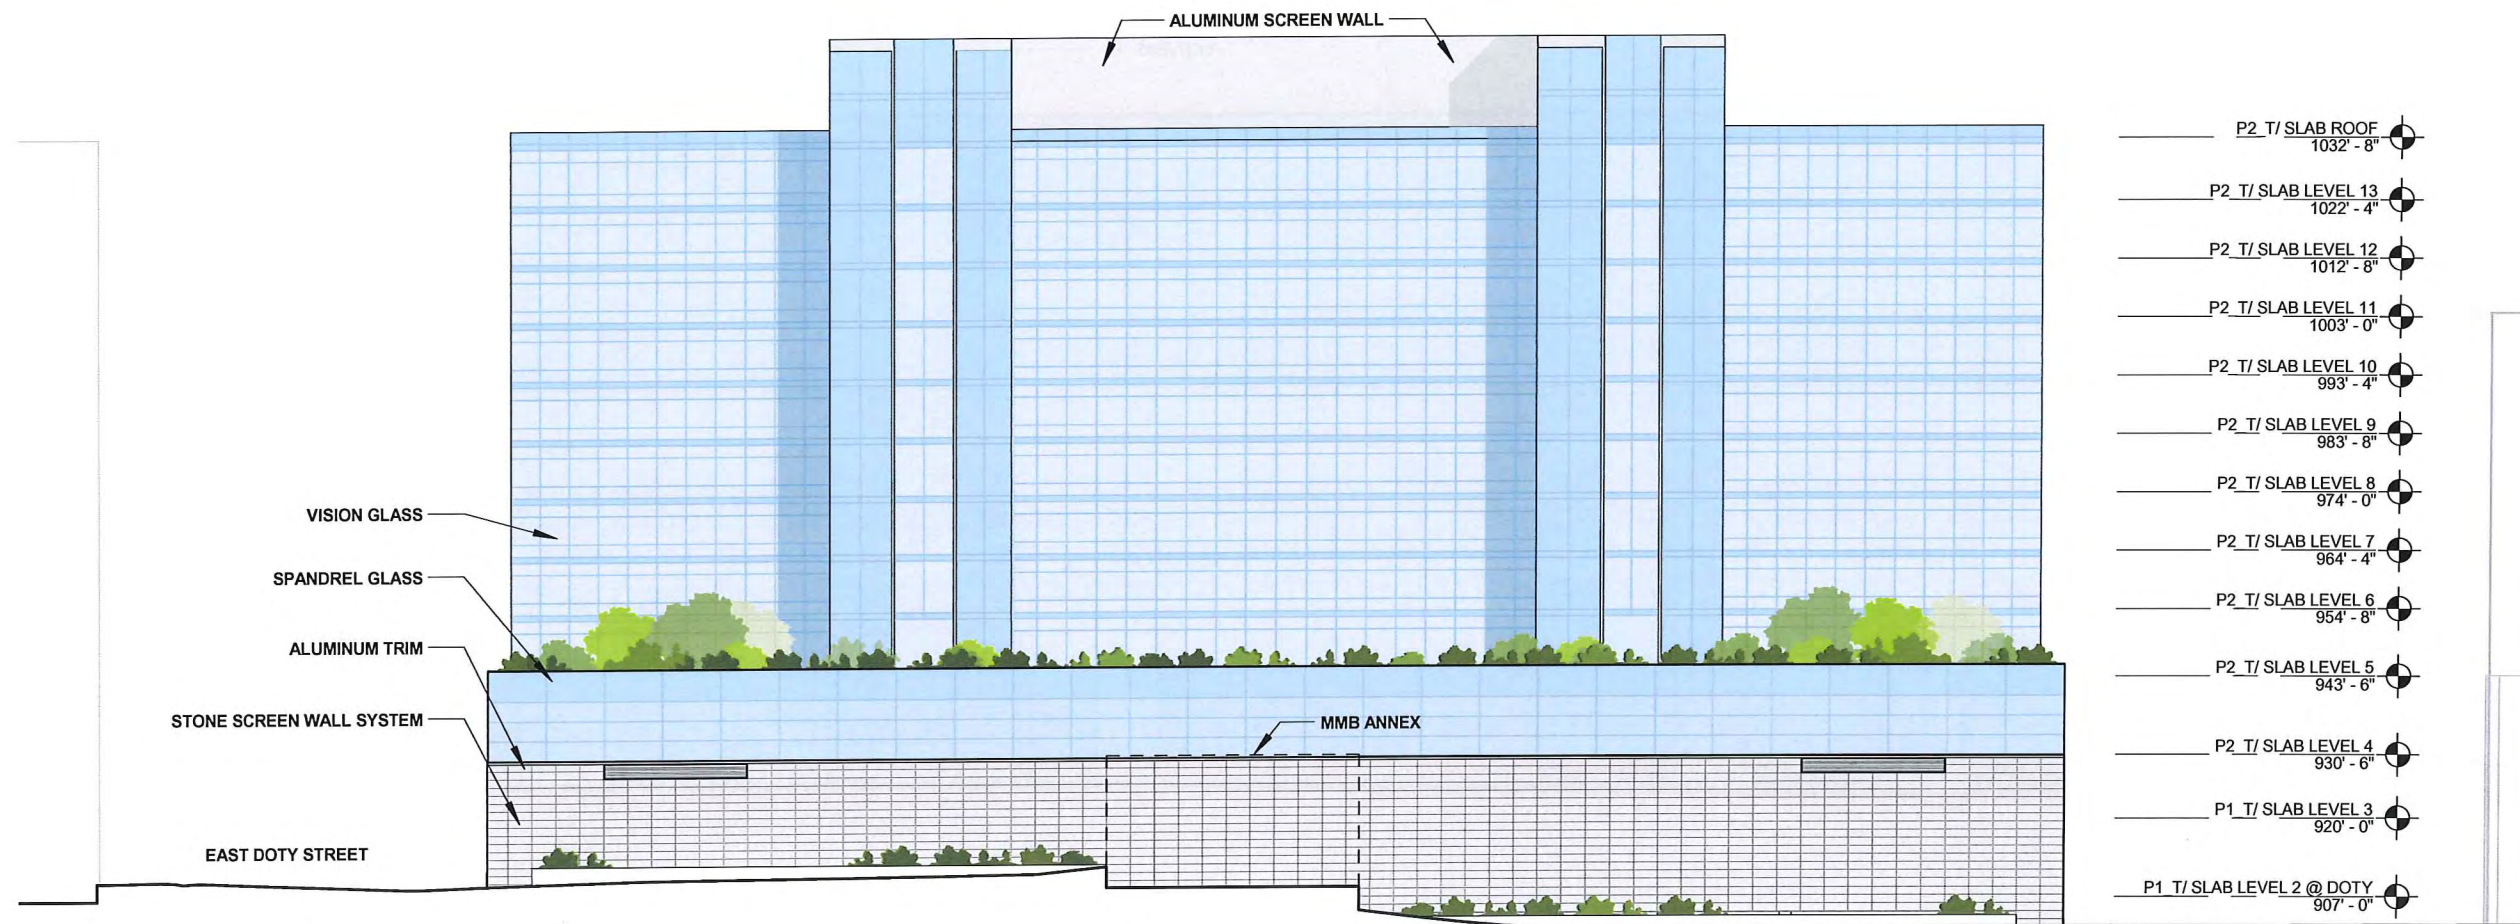 ALUMINUM SCREEN WALL
P2_T/ SLAB ROOF
1032' - 8"
P2_T/ SLAB LEVEL 13
1022' - 4"
P2_T/ SLAB LEVEL 12
1012' - 8"
P2_T/ SLAB LEVEL 11
1003' - 0"
P2_T/ SLAB LEVEL 10
993' - 4"
P2_T/ SLAB LEVEL 9
983' - 8"
P2_T/ SLAB LEVEL 8
974' - 0"
P2_T/ SLAB LEVEL 7
964' - 4"
P2_T/ SLAB LEVEL 6
954' - 8"
P2_T/ SLAB LEVEL 5
943' - 6"
P2_T/ SLAB LEVEL 4
930' - 6"
P1_T/ SLAB LEVEL 3
920' - 0"
P1_T/ SLAB LEVEL 2 @ DOTY
907' - 0"
VISION GLASS
SPANDREL GLASS
ALUMINUM TRIM
STONE SCREEN WALL SYSTEM
MMB ANNEX
EAST DOTY STREET